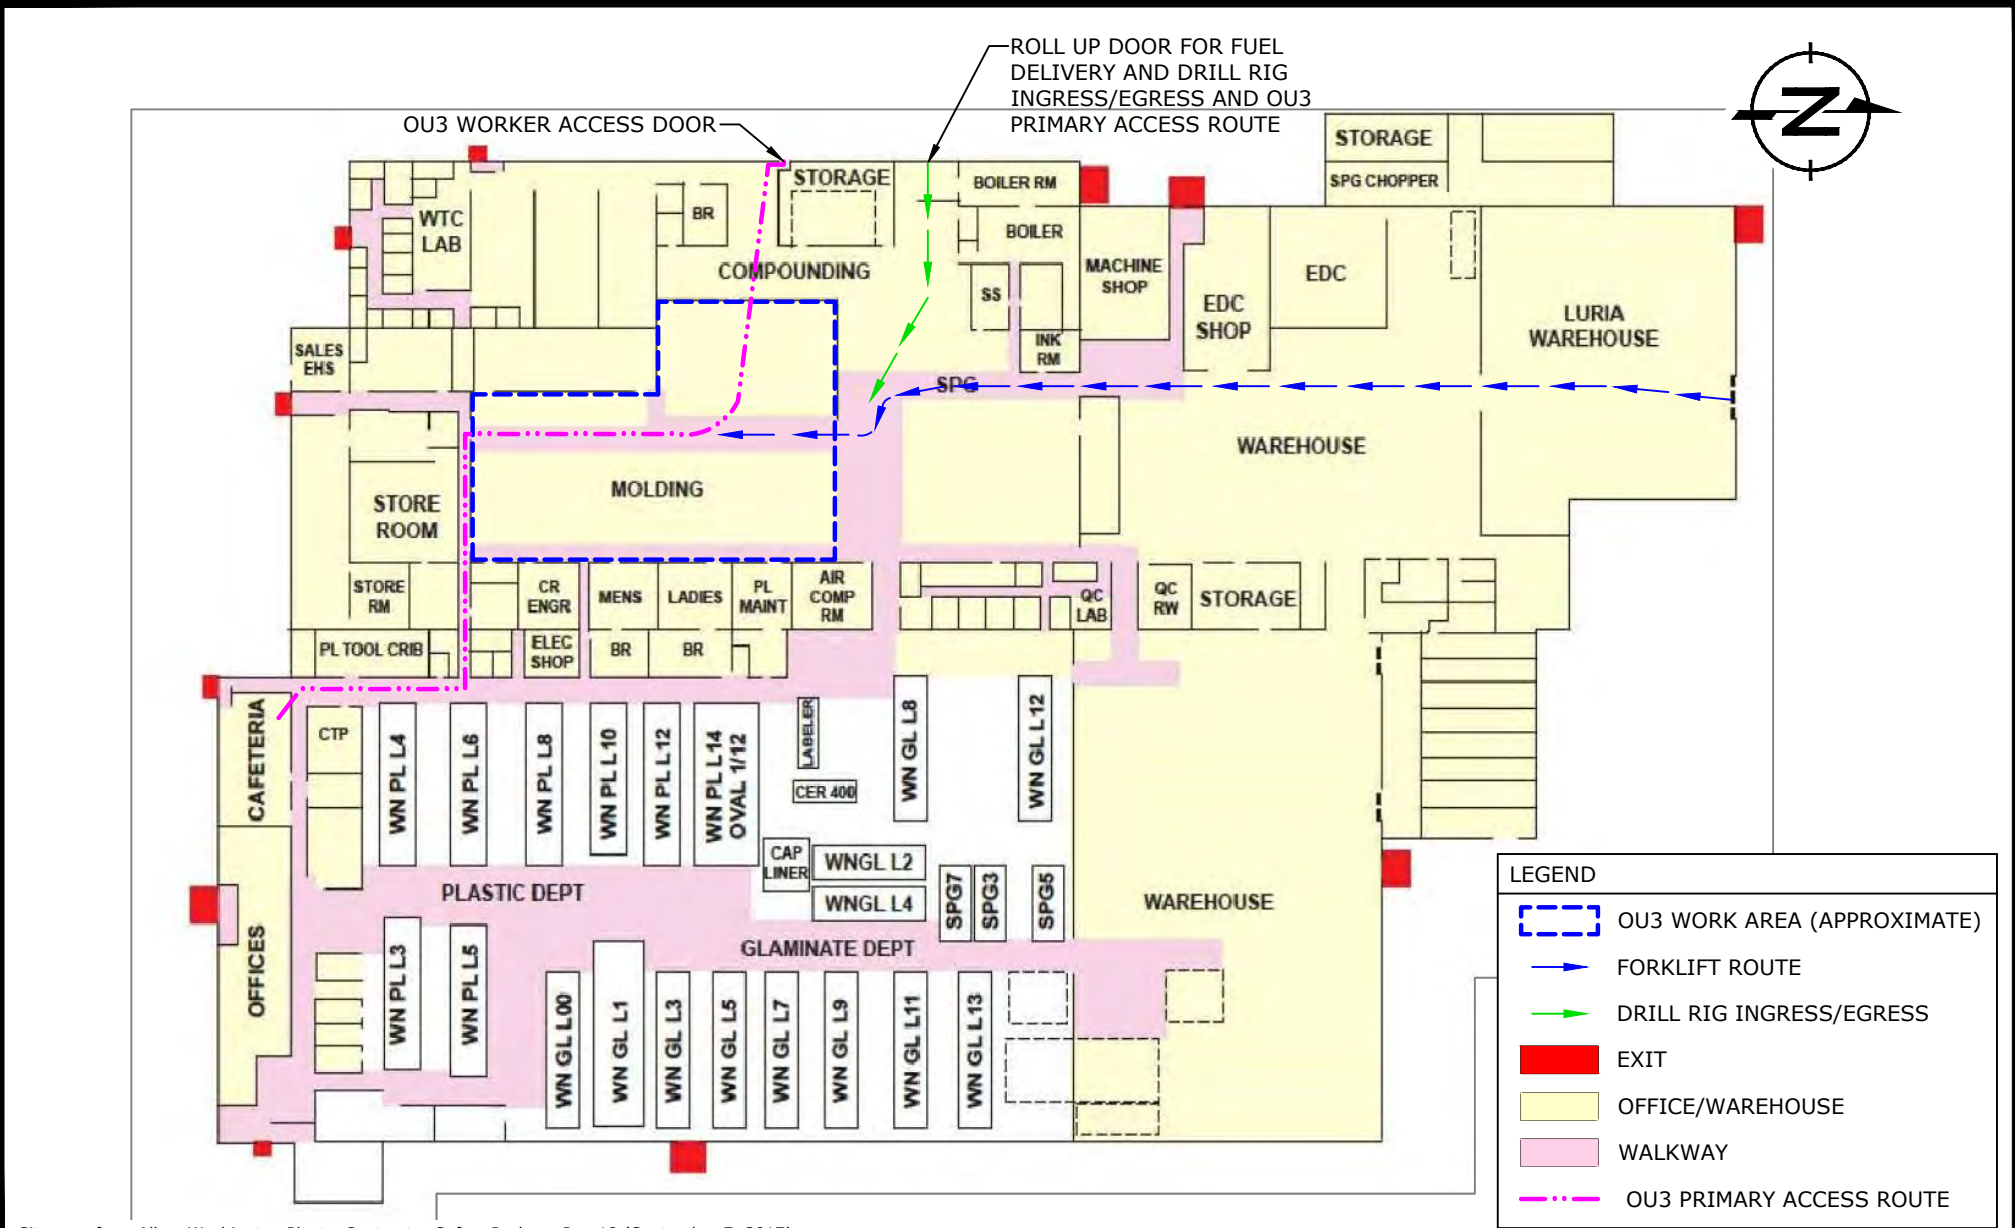 ROLL UP DOOR FOR FUEL
DELIVERY AND DRILL RIG
INGRESS/EGRESS AND OU3
PRIMARY ACCESS ROUTE
OU3 WORKER ACCESS DOOR
N
STORAGE
SPG CHOPPER
STORAGE
BOILER RM
WTC
LAB
BR
BOILER
COMPOUNDING
MACHINE
SHOP
EDC
SS
EDC
SHOP
LURIA
WAREHOUSE
SALES
EHS
INK
RM
SPG
WAREHOUSE
MOLDING
STORE
ROOM
STORE
RM
CR
ENGR
MENS
LADIES
PL
MAINT
AIR
COMP
RM
QC
LAB
QC
RW
STORAGE
PL TOOL CRIB
ELEC
SHOP
BR
BR
CAFETERIA
CTP
WN PL L4
WN PL L6
WN PL L8
WN PL L10
WN PL L12
WN PL L14
OVAL 1/12
LABELER
CER 400
WN GL L8
WN GL L12
CAP
LINER
WNGL L2
WNGL L4
SPG7
SPG3
SPG5
PLASTIC DEPT
GLAMINATE DEPT
WAREHOUSE
OFFICES
WN PL L3
WN PL L5
WN GL L00
WN GL L1
WN GL L3
WN GL L5
WN GL L7
WN GL L9
WN GL L11
WN GL L13
LEGEND
OU3 WORK AREA (APPROXIMATE)
FORKLIFT ROUTE
DRILL RIG INGRESS/EGRESS
EXIT
OFFICE/WAREHOUSE
WALKWAY
OU3 PRIMARY ACCESS ROUTE